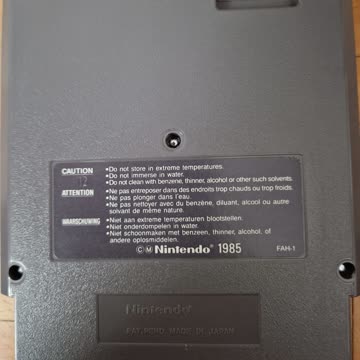 CAUTION •Do not store in extreme temperatures.
•Do not immerse in water.
12 •Do not clean with benzene, thinner, alcohol or other such solvents.
ATTENTION •Ne pas entreposer dans des endroits trop chauds ou trop froids.
•Ne pas plonger dans l'eau.
•Ne pas nettoyer avec du benzène, diluant, alcool ou autre
solvant de même nature.
WAARSCHUWING •Niet aan extreme temperaturen blootstellen.
•Niet onderdompelen in water.
•Niet schoonmaken met benzeen, thinner, alcohol, of
andere oplosmiddelen.
©Ⓜ Nintendo® 1985 FAH-1
Nintendo®
PAT. PEND. MADE IN JAPAN